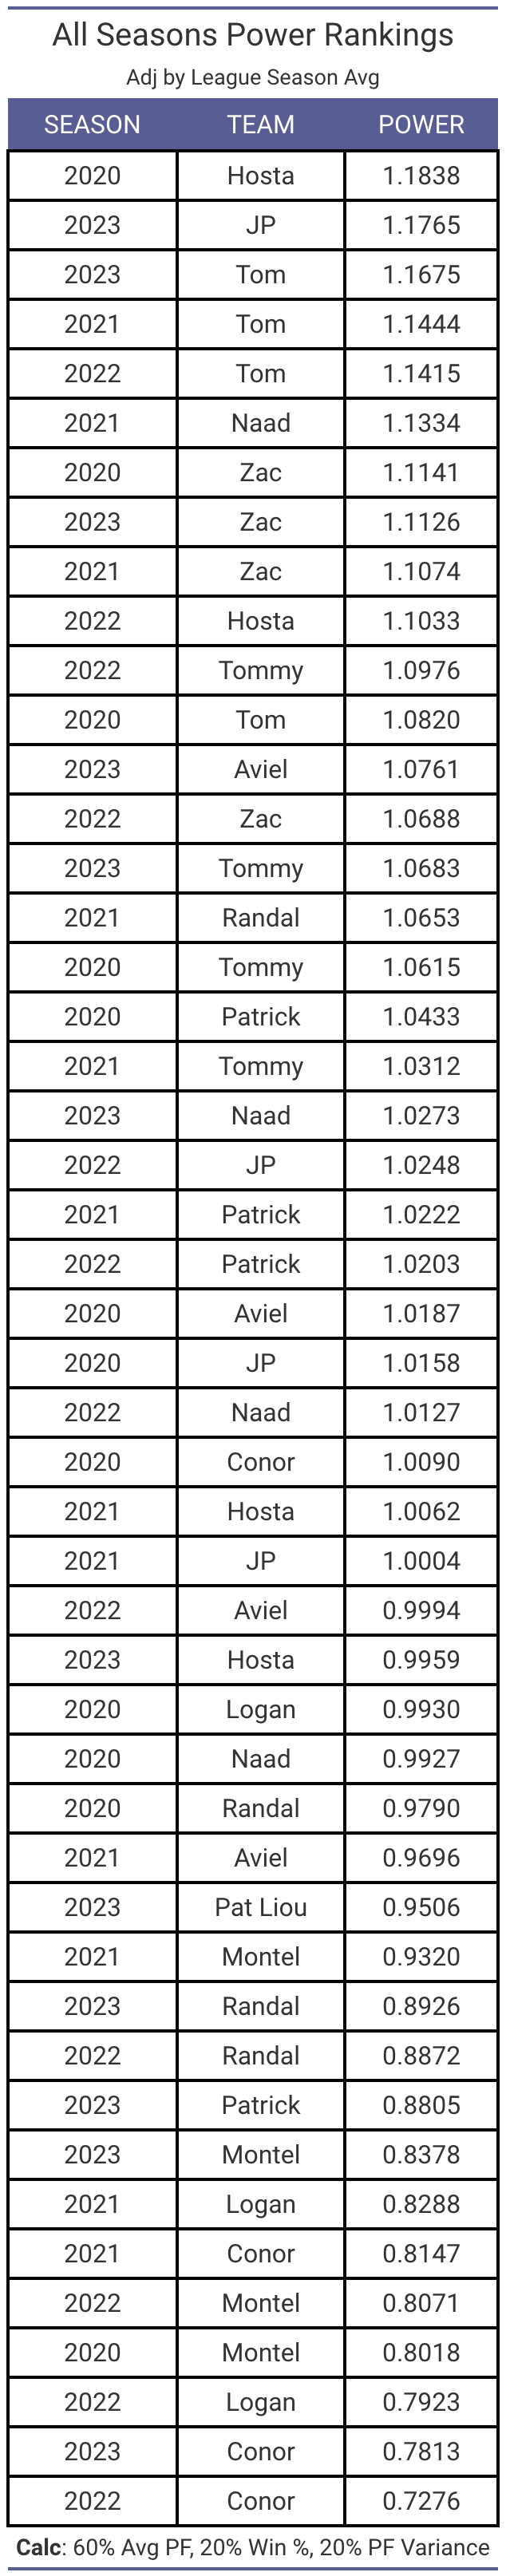 All Seasons Power Rankings
Adj by League Season Avg
SEASON TEAM POWER
2020 Hosta 1.1838
2023 JP 1.1765
2023 Tom 1.1675
2021 Tom 1.1444
2022 Tom 1.1415
2021 Naad 1.1334
2020 Zac 1.1141
2023 Zac 1.1126
2021 Zac 1.1074
2022 Hosta 1.1033
2022 Tommy 1.0976
2020 Tom 1.0820
2023 Aviel 1.0761
2022 Zac 1.0688
2023 Tommy 1.0683
2021 Randal 1.0653
2020 Tommy 1.0615
2020 Patrick 1.0433
2021 Tommy 1.0312
2023 Naad 1.0273
2022 JP 1.0248
2021 Patrick 1.0222
2022 Patrick 1.0203
2020 Aviel 1.0187
2020 JP 1.0158
2022 Naad 1.0127
2020 Conor 1.0090
2021 Hosta 1.0062
2021 JP 1.0004
2022 Aviel 0.9994
2023 Hosta 0.9959
2020 Logan 0.9930
2020 Naad 0.9927
2020 Randal 0.9790
2021 Aviel 0.9696
2023 Pat Liou 0.9506
2021 Montel 0.9320
2023 Randal 0.8926
2022 Randal 0.8872
2023 Patrick 0.8805
2023 Montel 0.8378
2021 Logan 0.8288
2021 Conor 0.8147
2022 Montel 0.8071
2020 Montel 0.8018
2022 Logan 0.7923
2023 Conor 0.7813
2022 Conor 0.7276
Calc: 60% Avg PF, 20% Win %, 20% PF Variance